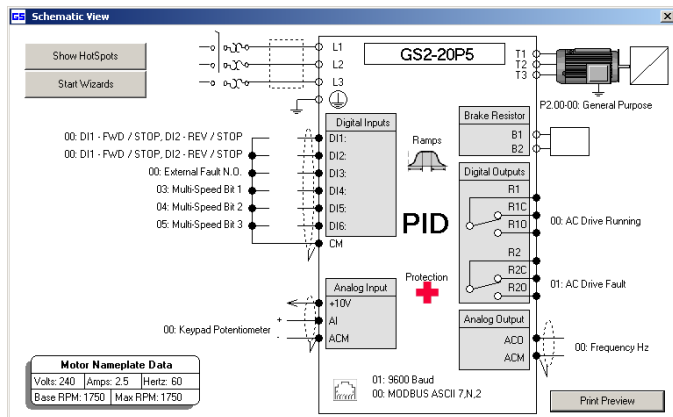 GS Schematic View
Show HotSpots
Start Wizards
L1
L2
L3
GS2-20P5
T1
T2
T3
P2.00-00: General Purpose
Digital Inputs
00: DI1 - FWD / STOP, DI2 - REV / STOP
DI1:
00: DI1 - FWD / STOP, DI2 - REV / STOP
DI2:
00: External Fault N.O.
DI3:
03: Multi-Speed Bit 1
DI4:
04: Multi-Speed Bit 2
DI5:
05: Multi-Speed Bit 3
DI6:
CM
Ramps
PID
Protection
Brake Resistor
B1
B2
Digital Outputs
R1
R1C
R1O
00: AC Drive Running
R2
R2C
R2O
01: AC Drive Fault
Analog Input
+10V
+
AI
00: Keypad Potentiometer
-
ACM
Analog Output
ACO
ACM
00: Frequency Hz
01: 9600 Baud
00: MODBUS ASCII 7,N,2
Motor Nameplate Data
Volts: 240 Amps: 2.5 Hertz: 60
Base RPM: 1750 Max RPM: 1750
Print Preview